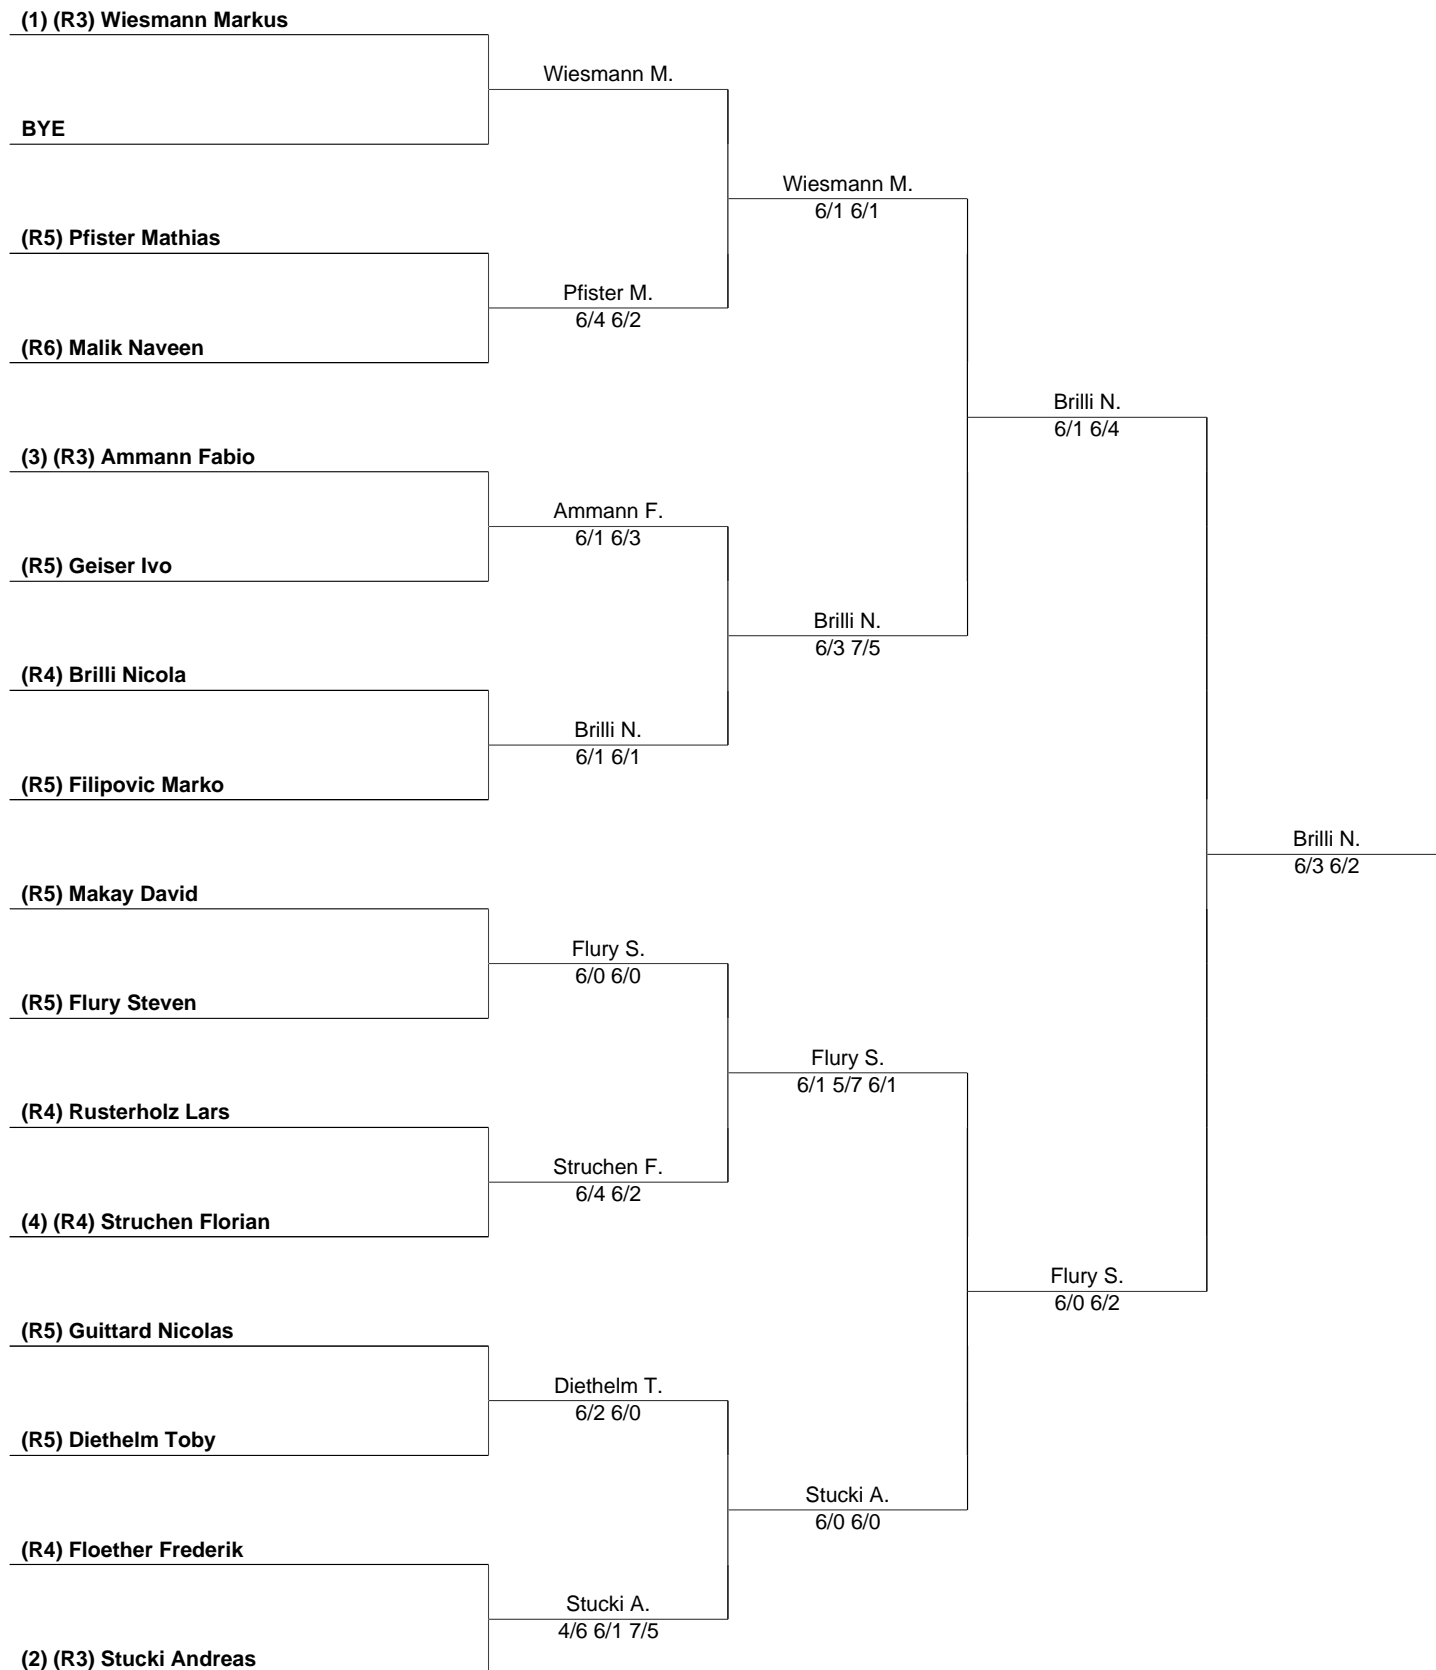 (1) (R3) Wiesmann Markus
Wiesmann M.
BYE
Wiesmann M.
6/1 6/1
(R5) Pfister Mathias
Pfister M.
6/4 6/2
(R6) Malik Naveen
Brilli N.
6/1 6/4
(3) (R3) Ammann Fabio
Ammann F.
6/1 6/3
(R5) Geiser Ivo
Brilli N.
6/3 7/5
(R4) Brilli Nicola
Brilli N.
6/1 6/1
(R5) Filipovic Marko
Brilli N.
6/3 6/2
(R5) Makay David
Flury S.
6/0 6/0
(R5) Flury Steven
Flury S.
6/1 5/7 6/1
(R4) Rusterholz Lars
Struchen F.
6/4 6/2
(4) (R4) Struchen Florian
Flury S.
6/0 6/2
(R5) Guittard Nicolas
Diethelm T.
6/2 6/0
(R5) Diethelm Toby
Stucki A.
6/0 6/0
(R4) Floether Frederik
Stucki A.
4/6 6/1 7/5
(2) (R3) Stucki Andreas